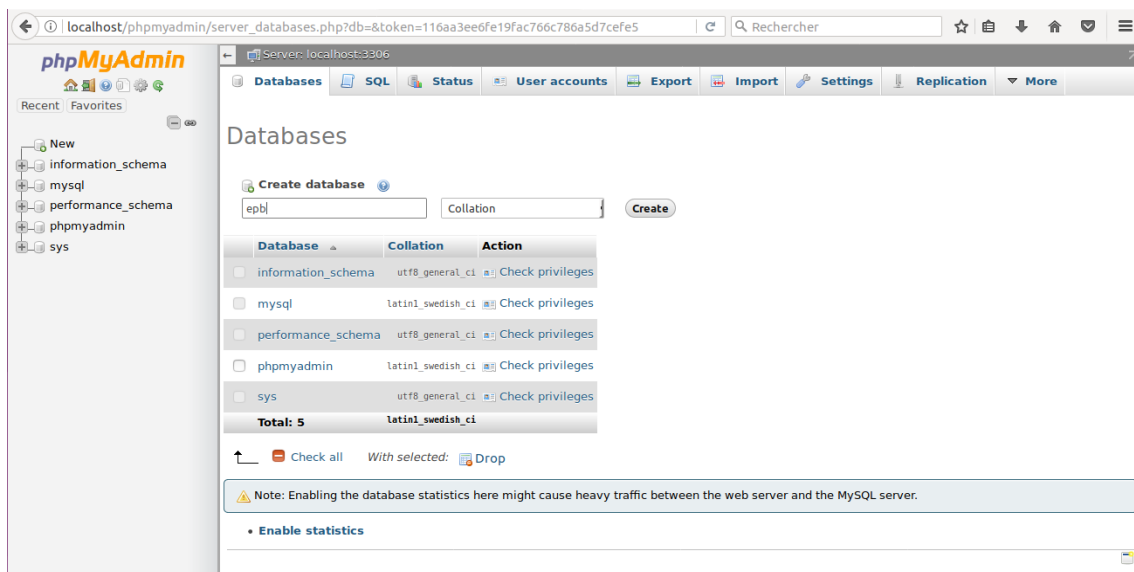 localhost/phpmyadmin/server_databases.php?db=&token=116aa3ee6fe19fac766c786a5d7cefe5 Rechercher
phpMyAdmin
Recent Favorites
New
information_schema
mysql
performance_schema
phpmyadmin
sys
Server: localhost:3306
Databases SQL Status User accounts Export Import Settings Replication More
Databases
Create database
epb Collation Create
Database Collation Action
information_schema utf8_general_ci Check privileges
mysql latin1_swedish_ci Check privileges
performance_schema utf8_general_ci Check privileges
phpmyadmin latin1_swedish_ci Check privileges
sys utf8_general_ci Check privileges
Total: 5 latin1_swedish_ci
Check all With selected: Drop
Note: Enabling the database statistics here might cause heavy traffic between the web server and the MySQL server.
• Enable statistics